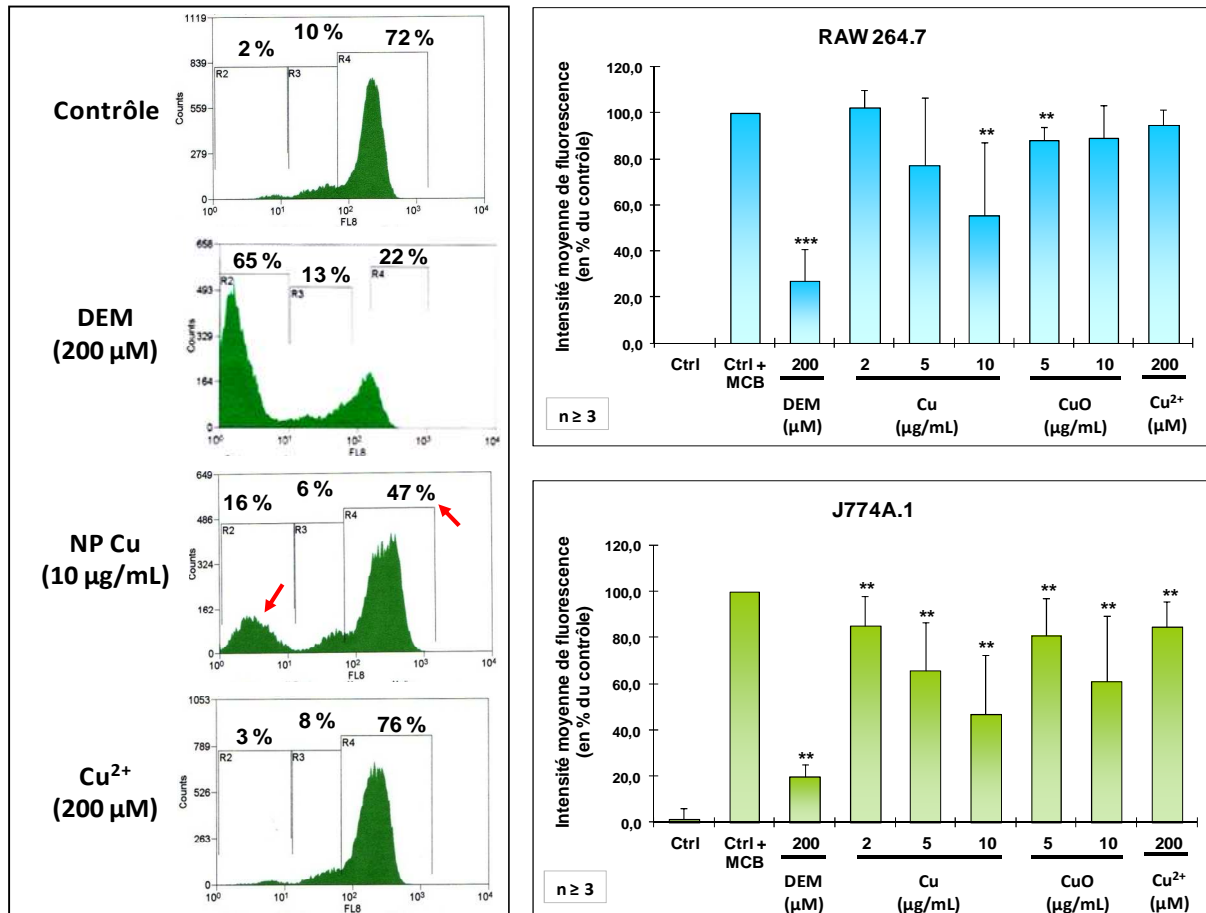 Contrôle
1119
839
559
279
0
Counts
2 %
10 %
72 %
R2
R3
R4
10⁰
10¹
10²
10³
10⁴
FL8
DEM
(200 µM)
658
493
329
164
0
Counts
65 %
13 %
22 %
R2
R3
R4
10⁰
10¹
10²
10³
10⁴
FL8
NP Cu
(10 µg/mL)
649
486
324
162
0
Counts
16 %
6 %
47 %
R2
R3
R4
10⁰
10¹
10²
10³
10⁴
FL8
Cu²⁺
(200 µM)
1053
789
526
263
0
Counts
3 %
8 %
76 %
R2
R3
R4
10⁰
10¹
10²
10³
10⁴
FL8
RAW 264.7
Intensité moyenne de fluorescence
(en % du contrôle)
120,0
100,0
80,0
60,0
40,0
20,0
0,0
***
**
**
Ctrl
Ctrl +
MCB
200
2
5
10
5
10
200
DEM
(µM)
Cu
(µg/mL)
CuO
(µg/mL)
Cu²⁺
(µM)
n ≥ 3
J774A.1
Intensité moyenne de fluorescence
(en % du contrôle)
120,0
100,0
80,0
60,0
40,0
20,0
0,0
**
**
**
**
**
**
**
Ctrl
Ctrl +
MCB
200
2
5
10
5
10
200
DEM
(µM)
Cu
(µg/mL)
CuO
(µg/mL)
Cu²⁺
(µM)
n ≥ 3